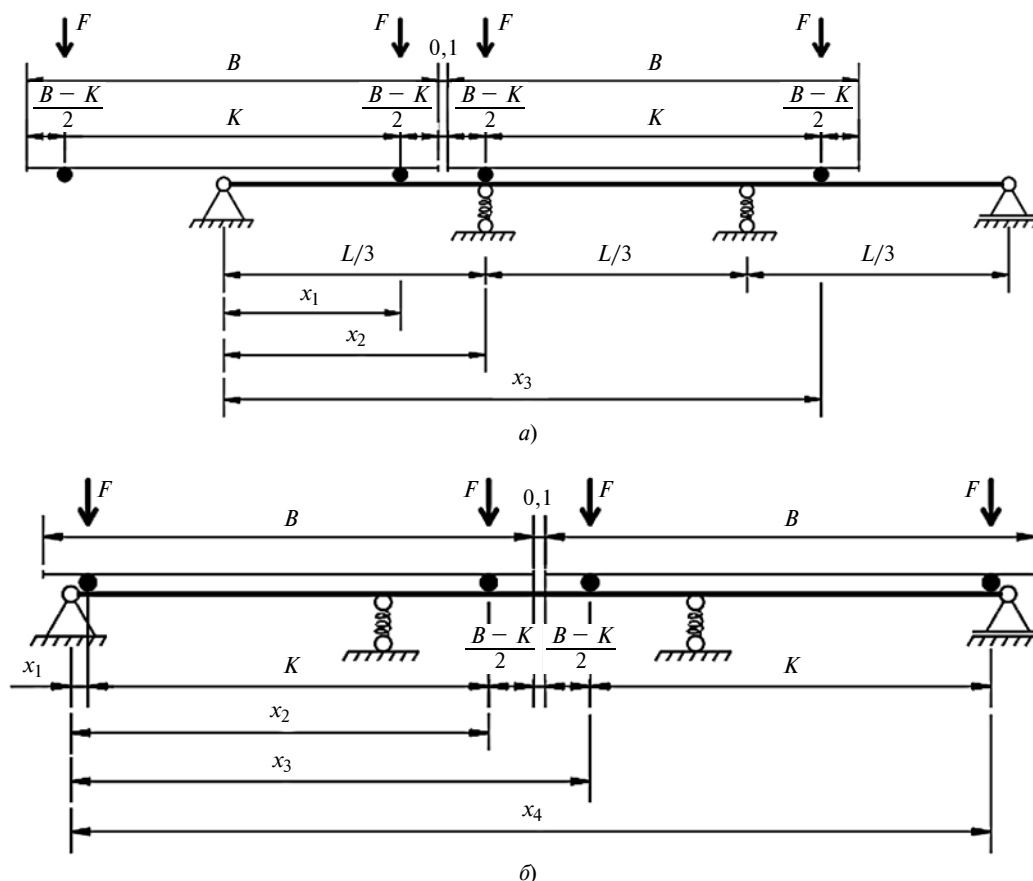 F F F F
0,1
B B
B – K B – K B – K B – K
2 K 2 2 K 2
L/3 L/3 L/3
x1
x2
x3
а)
F F F F
0,1
B B
B – K B – K
2 2
x1 K K
x2
x3
x4
б)